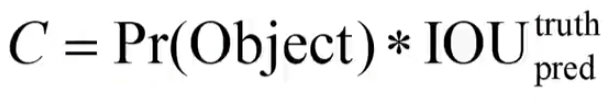 C = Pr(Object) * IOU^{truth}_{pred}